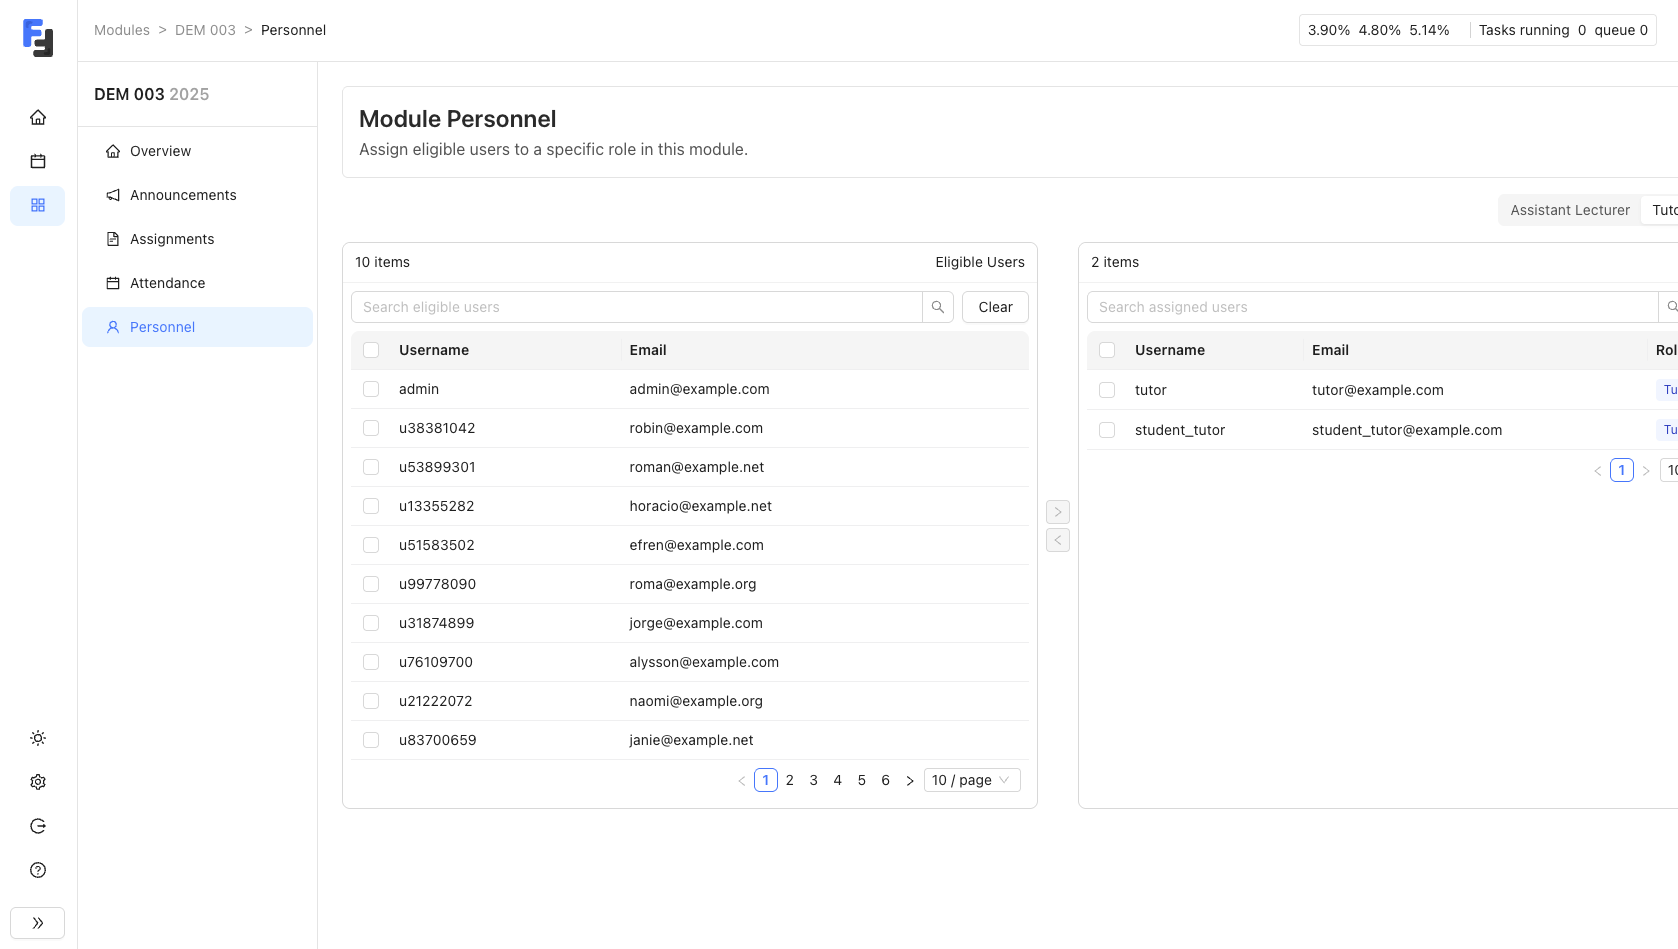 Modules > DEM 003 > Personnel
3.90% 4.80% 5.14% Tasks running 0 queue 0
DEM 003 2025
Overview
Announcements
Assignments
Attendance
Personnel
Module Personnel
Assign eligible users to a specific role in this module.
Assistant Lecturer Tuto
10 items Eligible Users
Search eligible users Clear
Username Email
admin admin@example.com
u38381042 robin@example.com
u53899301 roman@example.net
u13355282 horacio@example.net
u51583502 efren@example.com
u99778090 roma@example.org
u31874899 jorge@example.com
u76109700 alysson@example.com
u21222072 naomi@example.org
u83700659 janie@example.net
1 2 3 4 5 6 10 / page
2 items
Search assigned users
Username Email Rol
tutor tutor@example.com Tu
student_tutor student_tutor@example.com Tu
1 10